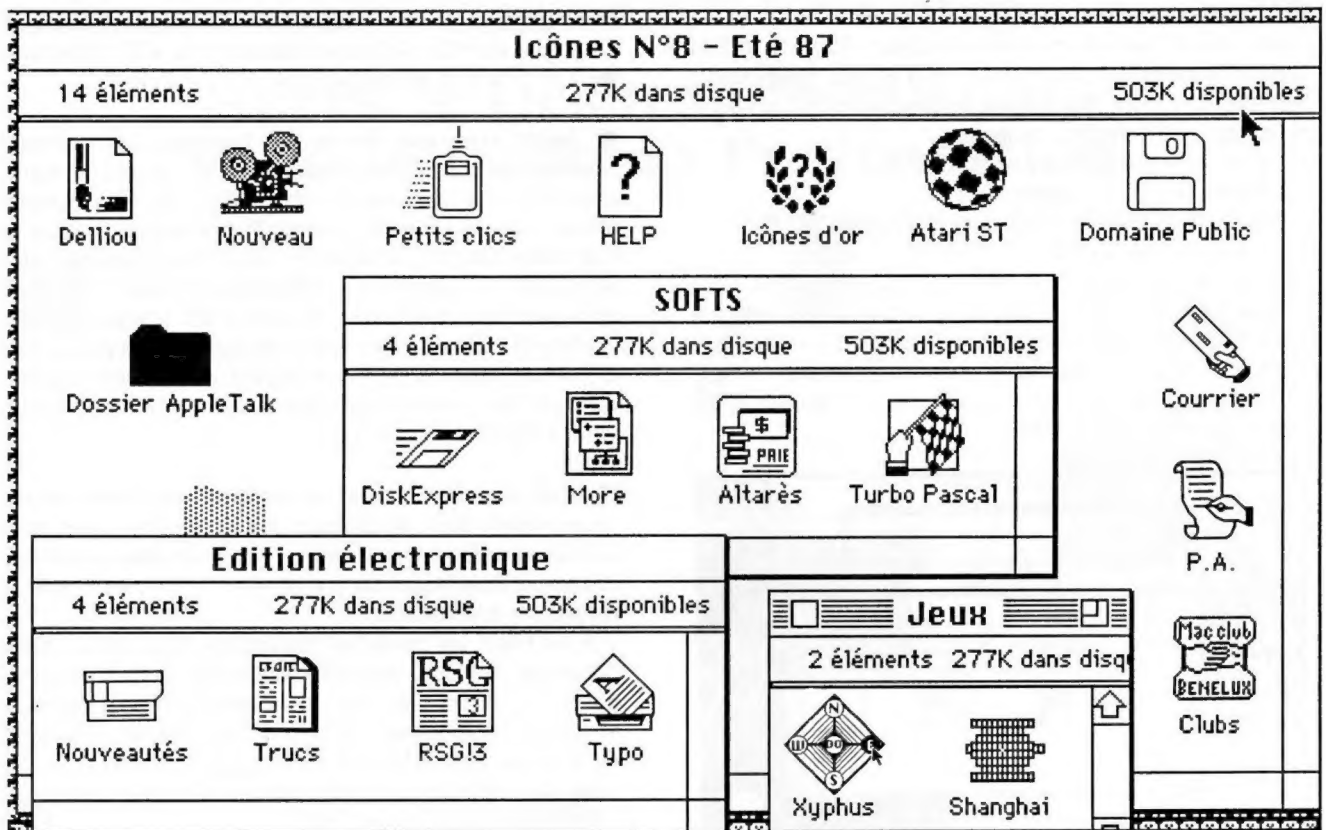 Icônes N°8 - Eté 87
14 éléments 277K dans disque 503K disponibles
?
? 
0
Delliou Nouveau Petits clics HELP Icônes d'or Atari ST Domaine Public
SOFTS
4 éléments 277K dans disque 503K disponibles
Dossier AppleTalk
Courrier
$
PAIE
DiskExpress More Altarès Turbo Pascal
P.A.
Edition électronique
4 éléments 277K dans disque 503K disponibles
RSG
3
A
Nouveautés Trucs RSG!3 Typo
Jeux
2 éléments 277K dans disq
N
S
Xyphus Shanghai
Mac club
BENELUX
Clubs